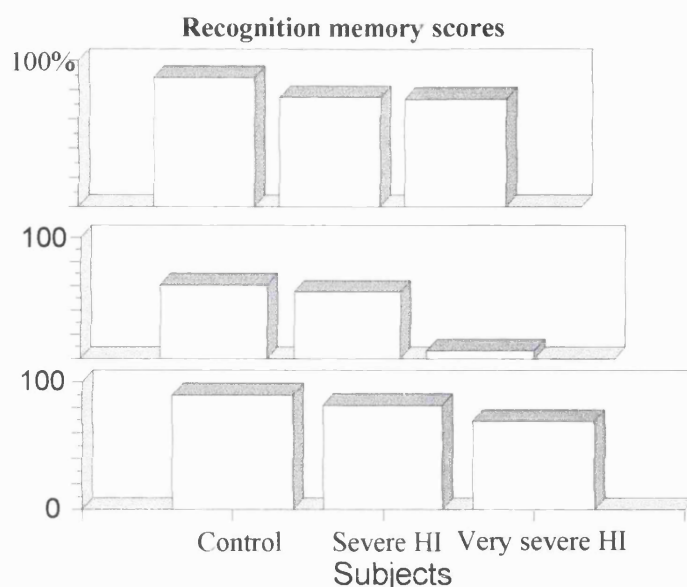 Recognition memory scores
100%
100
100
0
Control Severe HI Very severe HI
Subjects